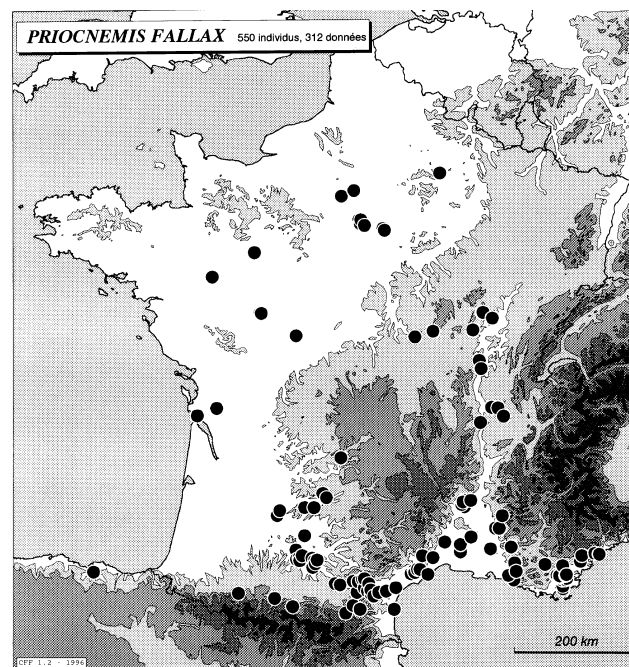 PRIOCNEMIS FALLAX 550 individus, 312 données
200 km
CFF 1.2 - 1996